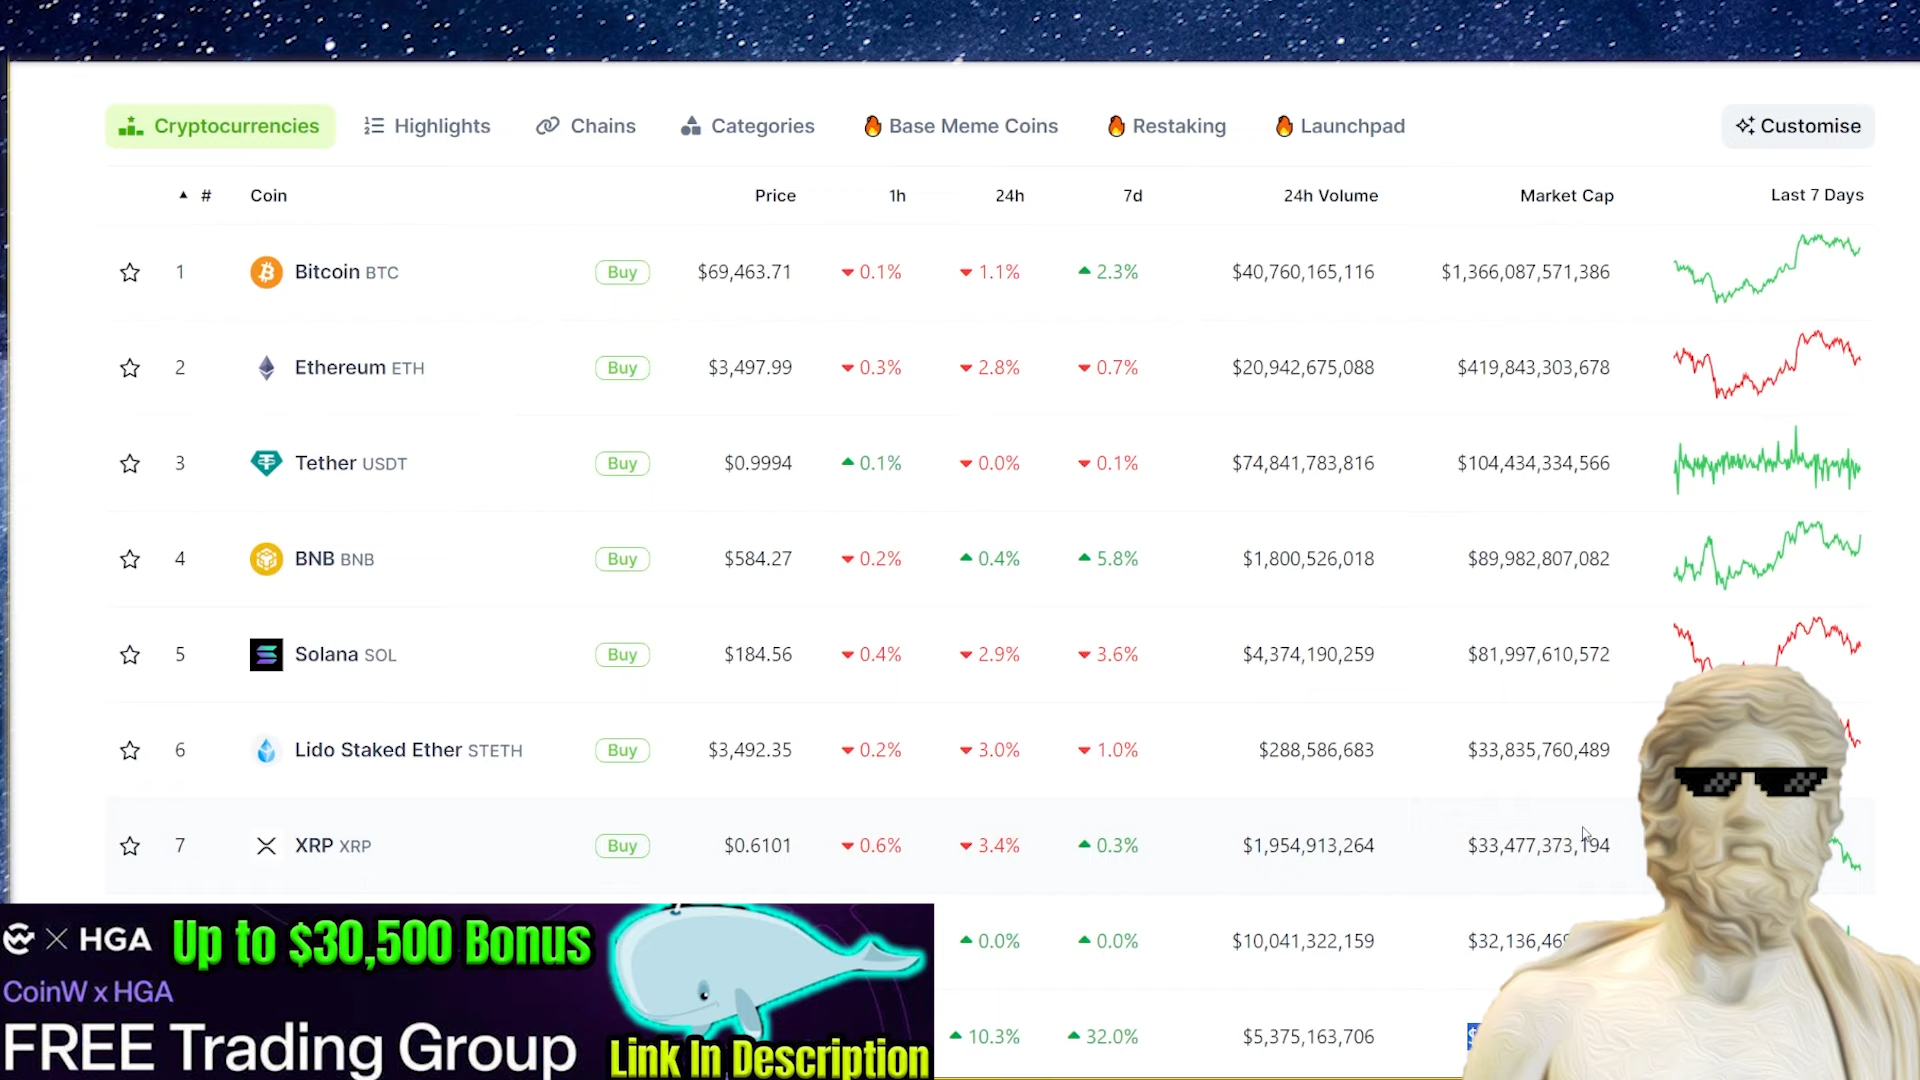 Cryptocurrencies Highlights Chains Categories Base Meme Coins Restaking Launchpad Customise
# Coin Price 1h 24h 7d 24h Volume Market Cap Last 7 Days
1 Bitcoin BTC Buy $69,463.71 0.1% 1.1% 2.3% $40,760,165,116 $1,366,087,571,386
2 Ethereum ETH Buy $3,497.99 0.3% 2.8% 0.7% $20,942,675,088 $419,843,303,678
3 Tether USDT Buy $0.9994 0.1% 0.0% 0.1% $74,841,783,816 $104,434,334,566
4 BNB BNB Buy $584.27 0.2% 0.4% 5.8% $1,800,526,018 $89,982,807,082
5 Solana SOL Buy $184.56 0.4% 2.9% 3.6% $4,374,190,259 $81,997,610,572
6 Lido Staked Ether STETH Buy $3,492.35 0.2% 3.0% 1.0% $288,586,683 $33,835,760,489
7 XRP XRP Buy $0.6101 0.6% 3.4% 0.3% $1,954,913,264 $33,477,373,194
0.0% 0.0% $10,041,322,159
10.3% 32.0% $5,375,163,706
HGA Up to $30,500 Bonus
CoinW x HGA
FREE Trading Group
Link In Description